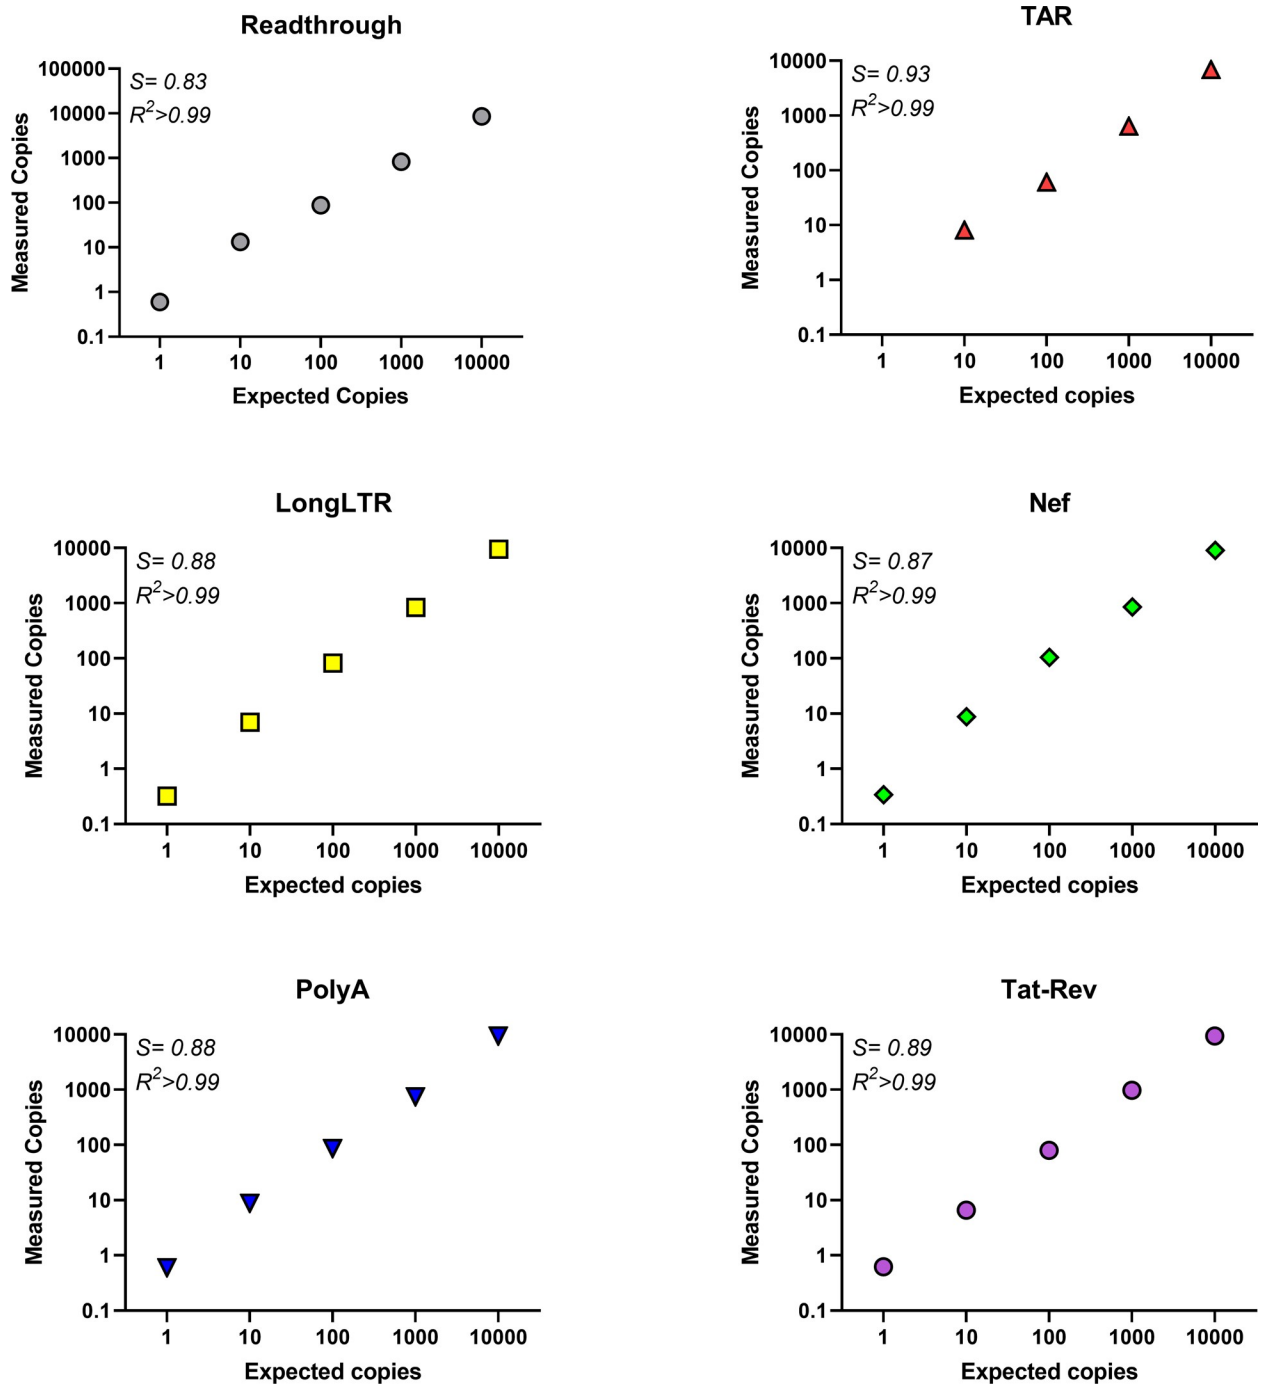 Readthrough
S= 0.83
R2>0.99
100000
10000
1000
100
10
1
0.1
Measured Copies
1 10 100 1000 10000
Expected Copies
TAR
S= 0.93
R2>0.99
10000
1000
100
10
1
0.1
Measured Copies
1 10 100 1000 10000
Expected copies
LongLTR
S= 0.88
R2>0.99
10000
1000
100
10
1
0.1
Measured Copies
1 10 100 1000 10000
Expected copies
Nef
S= 0.87
R2>0.99
10000
1000
100
10
1
0.1
Measured Copies
1 10 100 1000 10000
Expected copies
PolyA
S= 0.88
R2>0.99
10000
1000
100
10
1
0.1
Measured Copies
1 10 100 1000 10000
Expected copies
Tat-Rev
S= 0.89
R2>0.99
10000
1000
100
10
1
0.1
Measured Copies
1 10 100 1000 10000
Expected copies